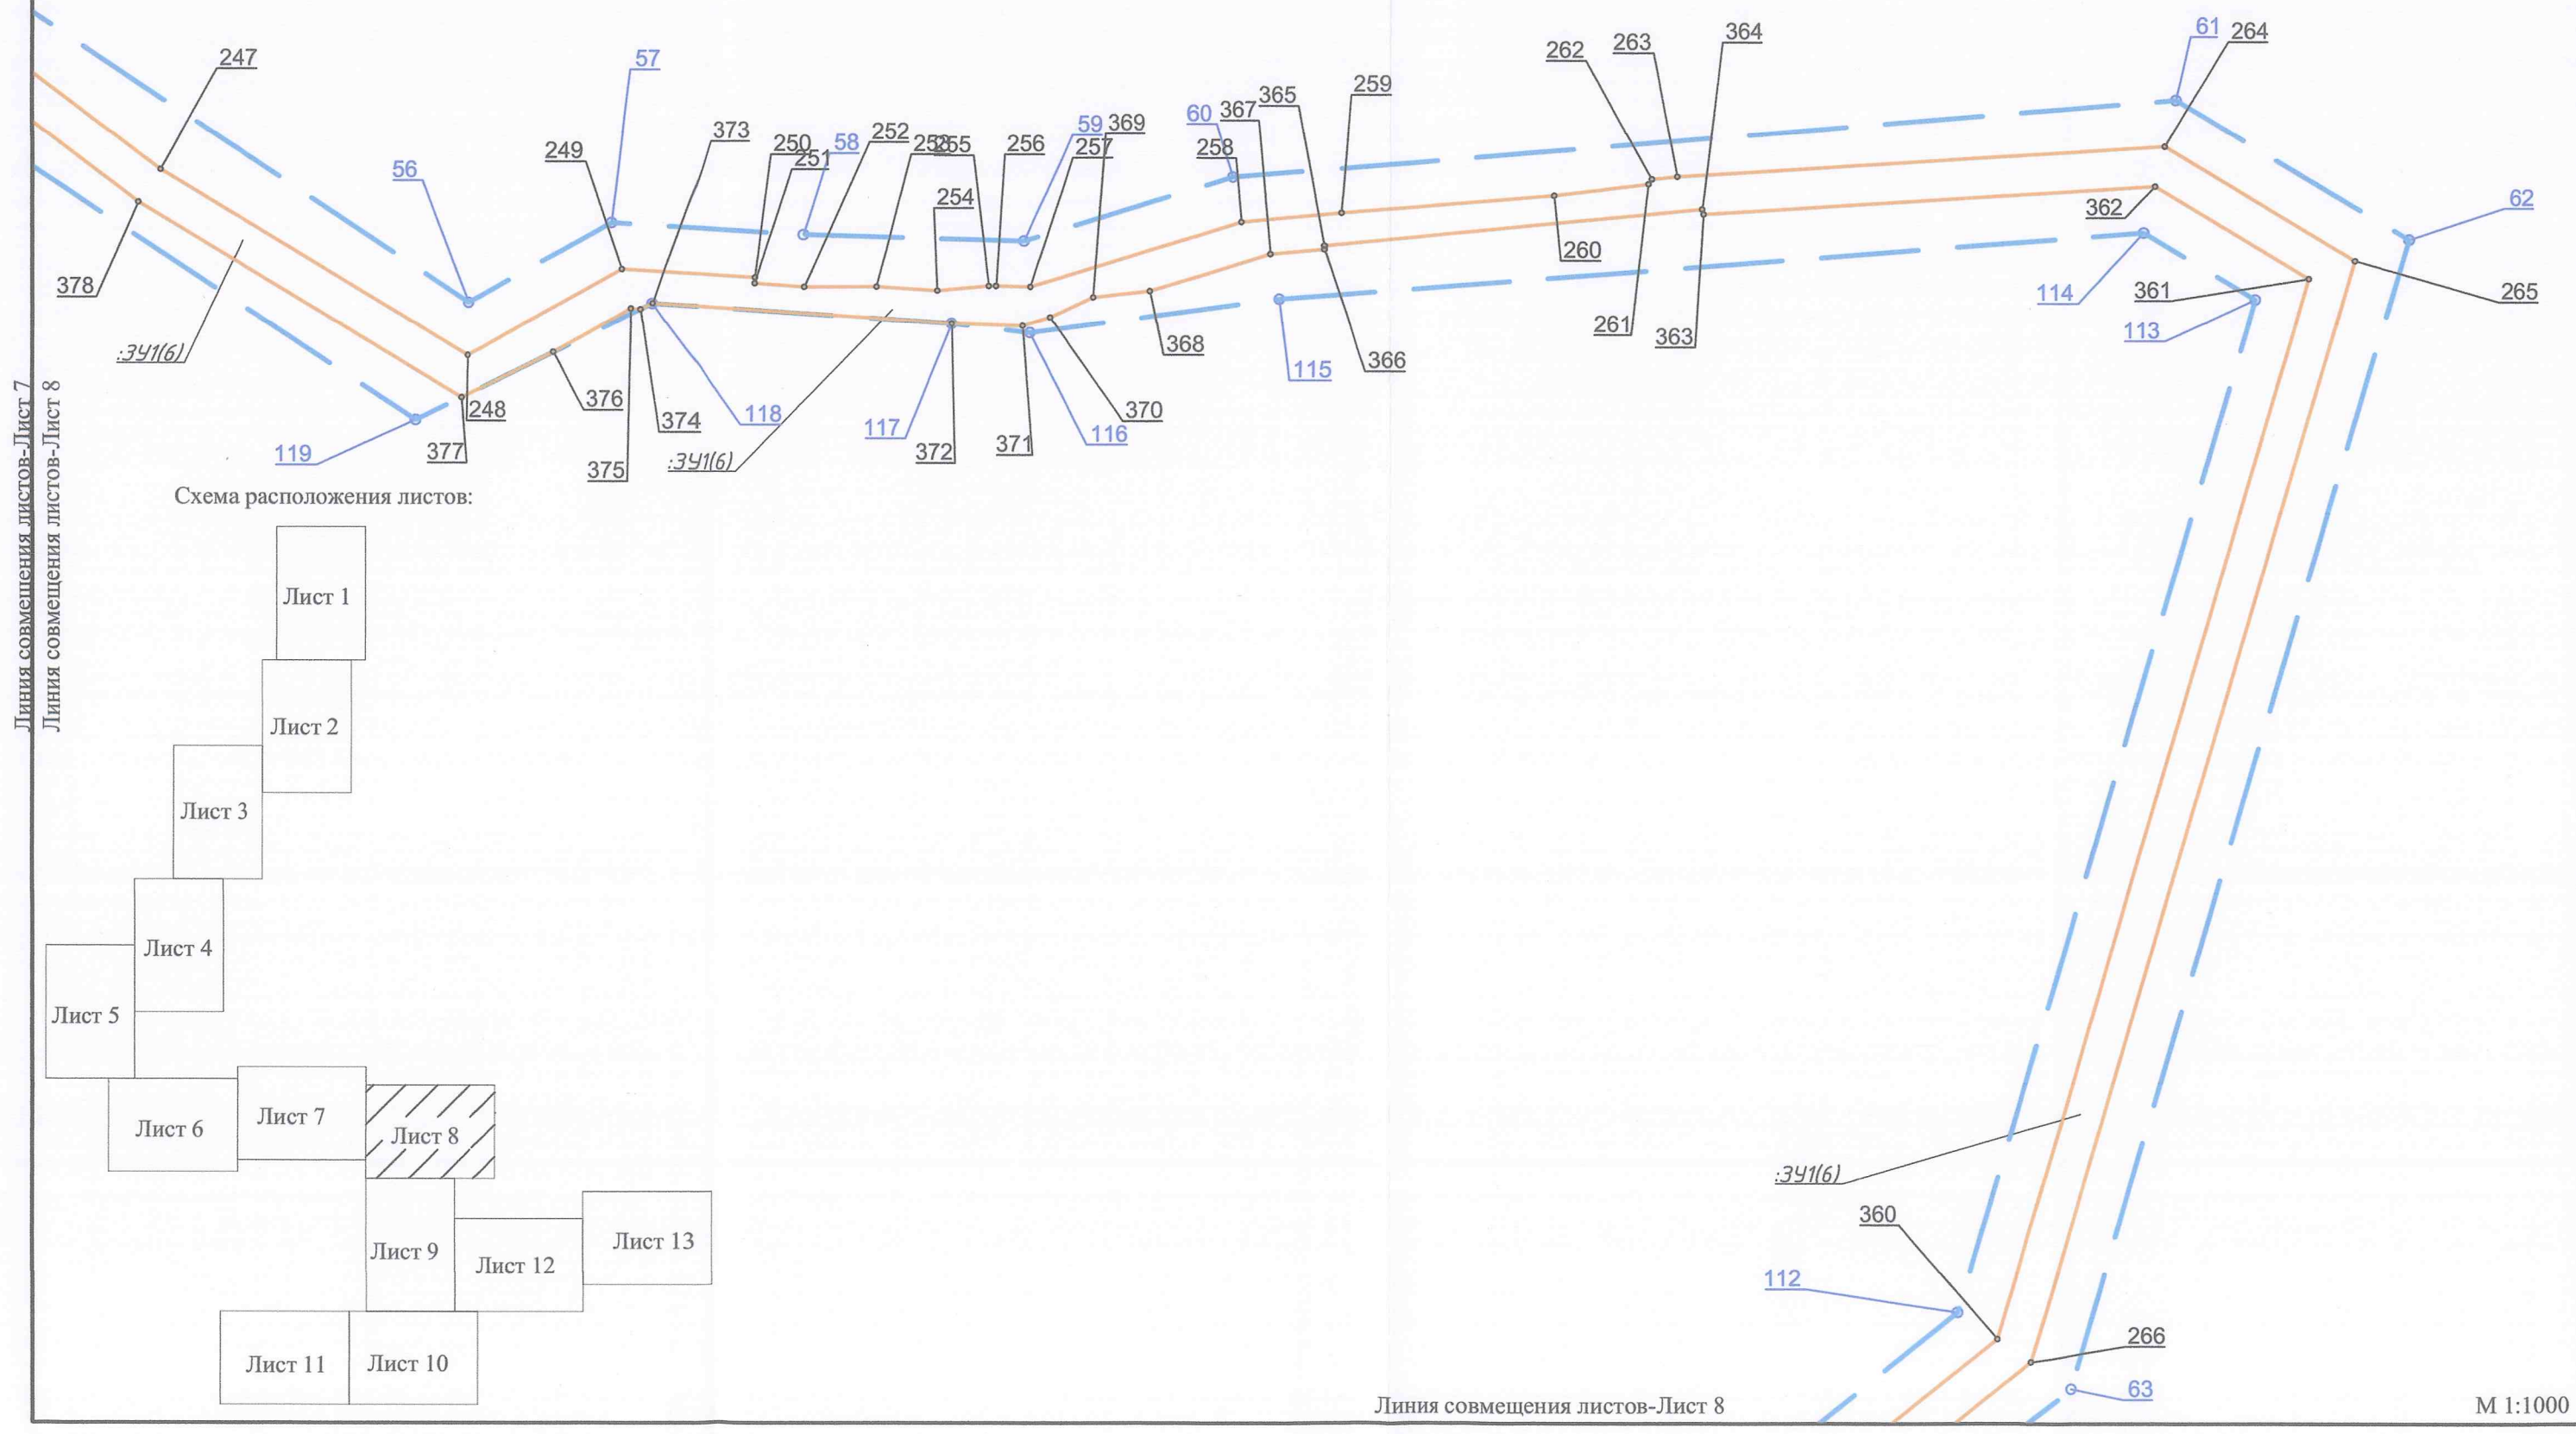 61
264
364
263
262
247
57
259
365
367
60
369
59
373
252
58
250
251
255
256
257
258
249
56
62
254
362
260
378
114
361
265
261
363
113
:ЗУ1(6)
368
366
115
248
376
374
118
117
370
116
119
377
375
:ЗУ1(6)
372
371
Линия совмещения листов-Лист 7
Линия совмещения листов-Лист 8
Схема расположения листов:
Лист 1
Лист 2
Лист 3
Лист 4
Лист 5
Лист 6
Лист 7
Лист 8
Лист 9
Лист 12
Лист 13
Лист 11
Лист 10
:ЗУ1(6)
360
112
266
63
Линия совмещения листов-Лист 8
М 1:1000